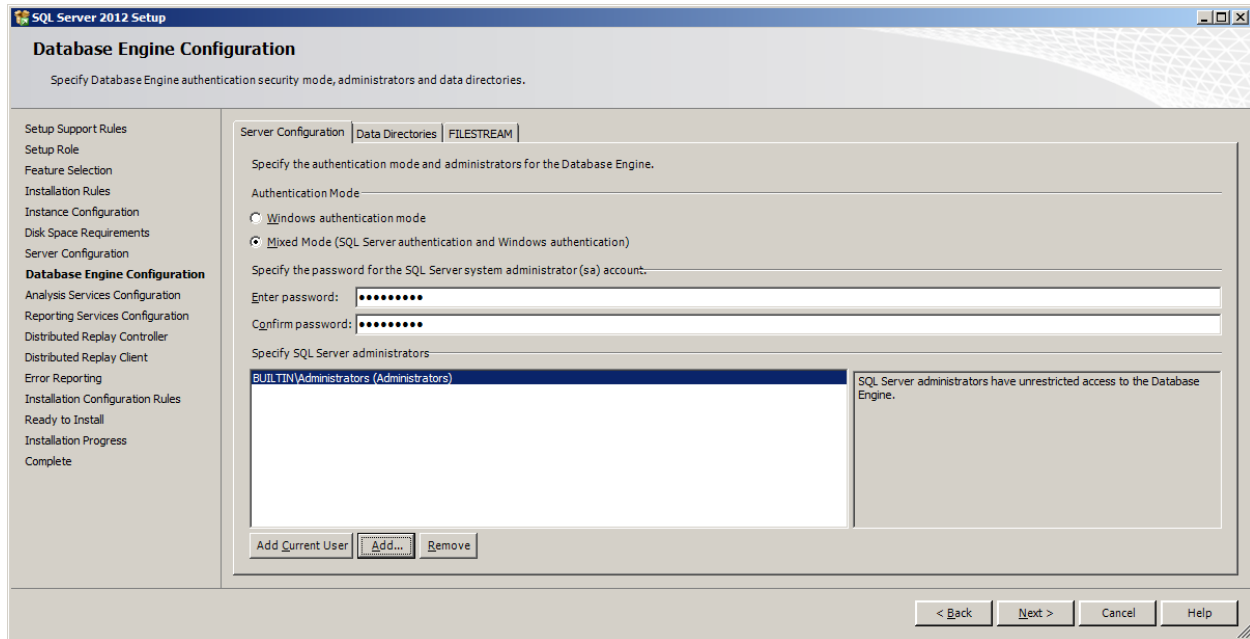 SQL Server 2012 Setup
Database Engine Configuration
Specify Database Engine authentication security mode, administrators and data directories.
Setup Support Rules
Setup Role
Feature Selection
Installation Rules
Instance Configuration
Disk Space Requirements
Server Configuration
Database Engine Configuration
Analysis Services Configuration
Reporting Services Configuration
Distributed Replay Controller
Distributed Replay Client
Error Reporting
Installation Configuration Rules
Ready to Install
Installation Progress
Complete
Server Configuration Data Directories FILESTREAM
Specify the authentication mode and administrators for the Database Engine.
Authentication Mode
Windows authentication mode
Mixed Mode (SQL Server authentication and Windows authentication)
Specify the password for the SQL Server system administrator (sa) account.
Enter password: ●●●●●●●●●
Confirm password: ●●●●●●●●●
Specify SQL Server administrators
BUILTIN\Administrators (Administrators)
SQL Server administrators have unrestricted access to the Database
Engine.
Add Current User Add... Remove
< Back Next > Cancel Help